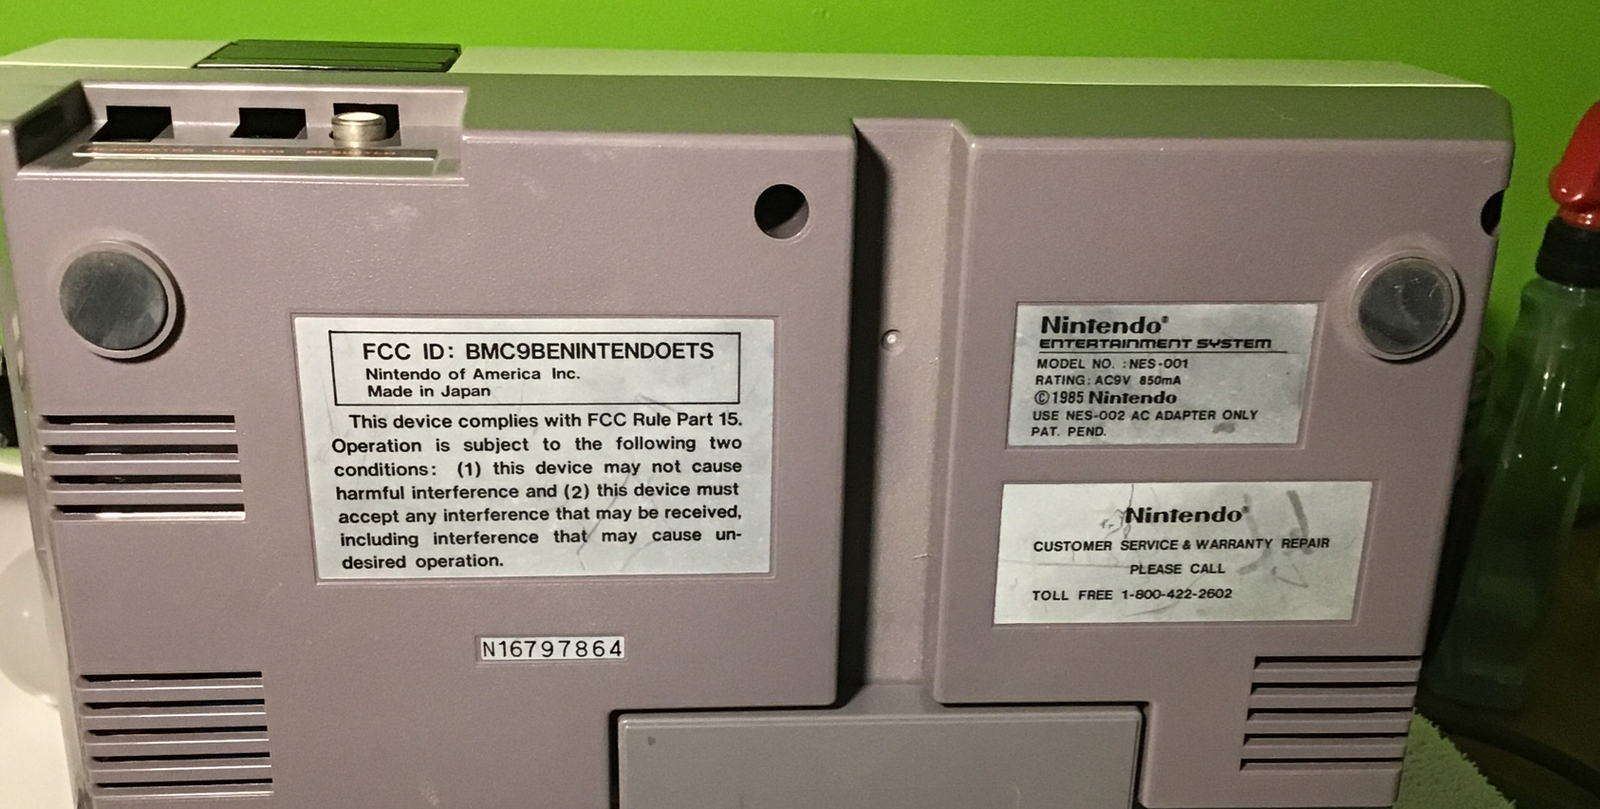 FCC ID: BMC9BENINTENDOETS
Nintendo of America Inc.
Made in Japan
This device complies with FCC Rule Part 15.
Operation is subject to the following two
conditions: (1) this device may not cause
harmful interference and (2) this device must
accept any interference that may be received,
including interference that may cause un-
desired operation.
N16797864
Nintendo®
ENTERTAINMENT SYSTEM
MODEL NO. :NES-001
RATING: AC9V 850mA
©1985 Nintendo
USE NES-002 AC ADAPTER ONLY
PAT. PEND.
Nintendo®
CUSTOMER SERVICE & WARRANTY REPAIR
PLEASE CALL
TOLL FREE 1-800-422-2602